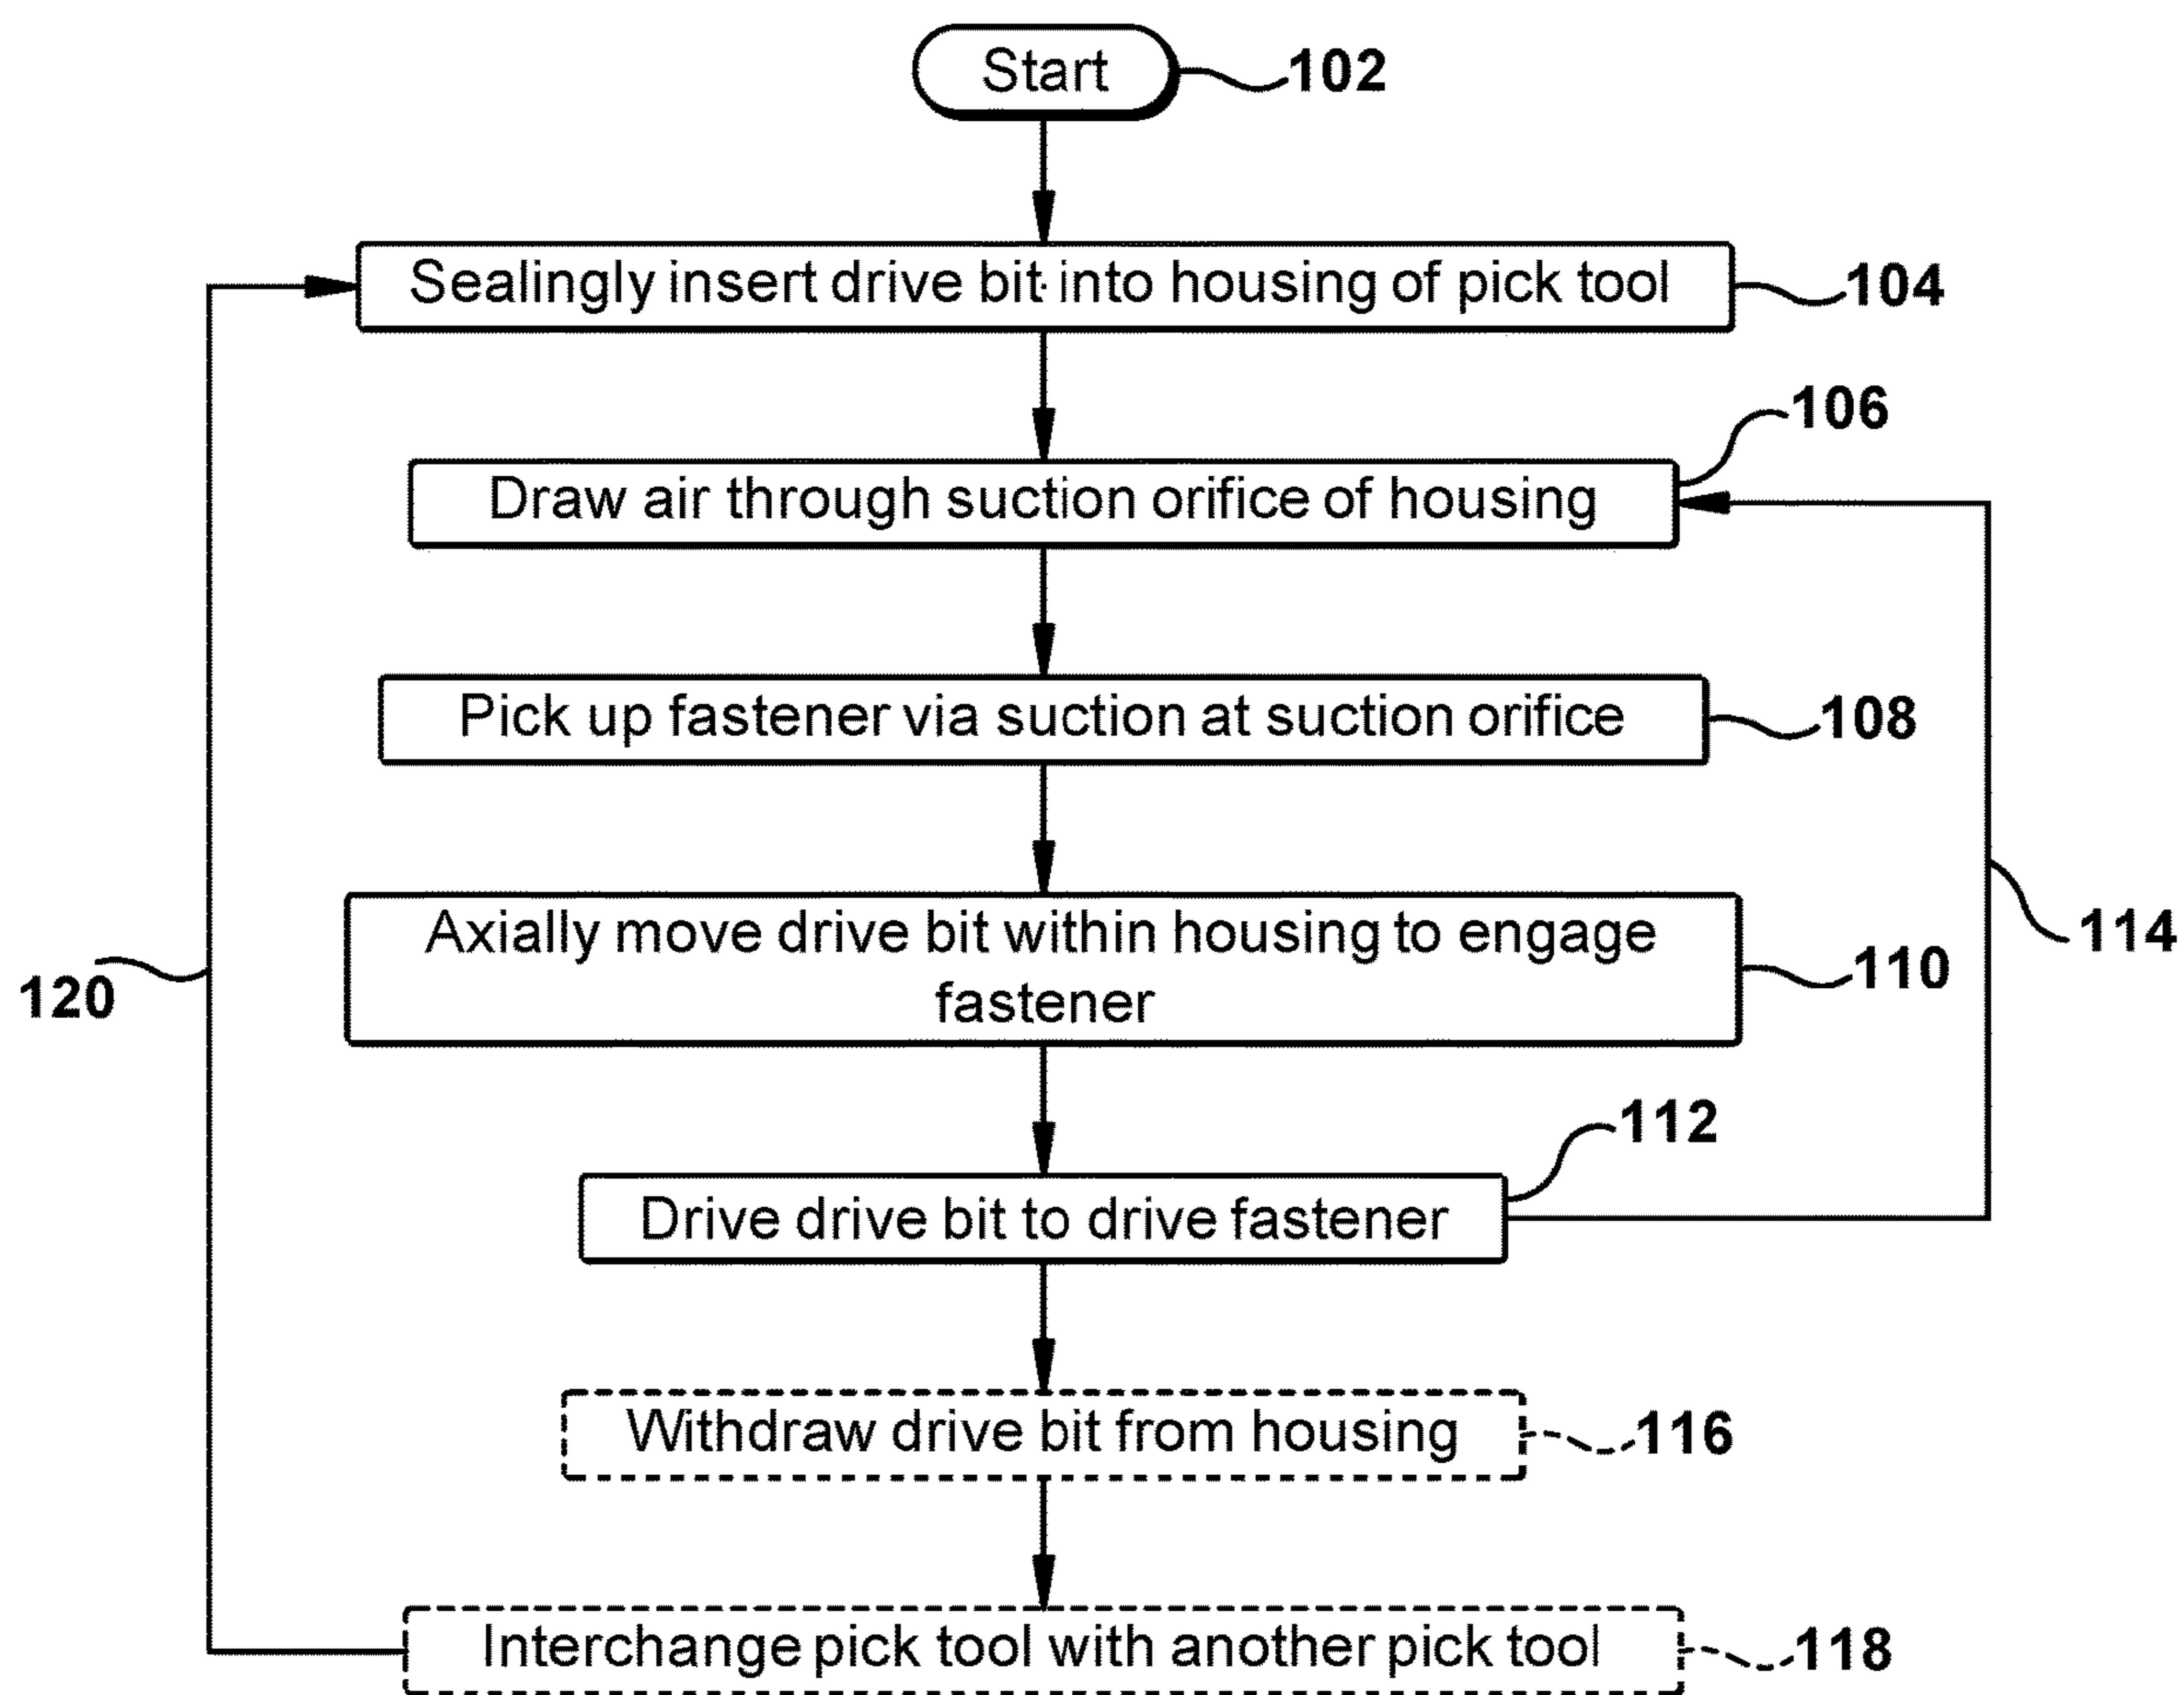 Start
102
Sealingly insert drive bit into housing of pick tool
104
106
Draw air through suction orifice of housing
Pick up fastener via suction at suction orifice
108
Axially move drive bit within housing to engage
fastener
110
114
120
112
Drive drive bit to drive fastener
Withdraw drive bit from housing
116
Interchange pick tool with another pick tool
118